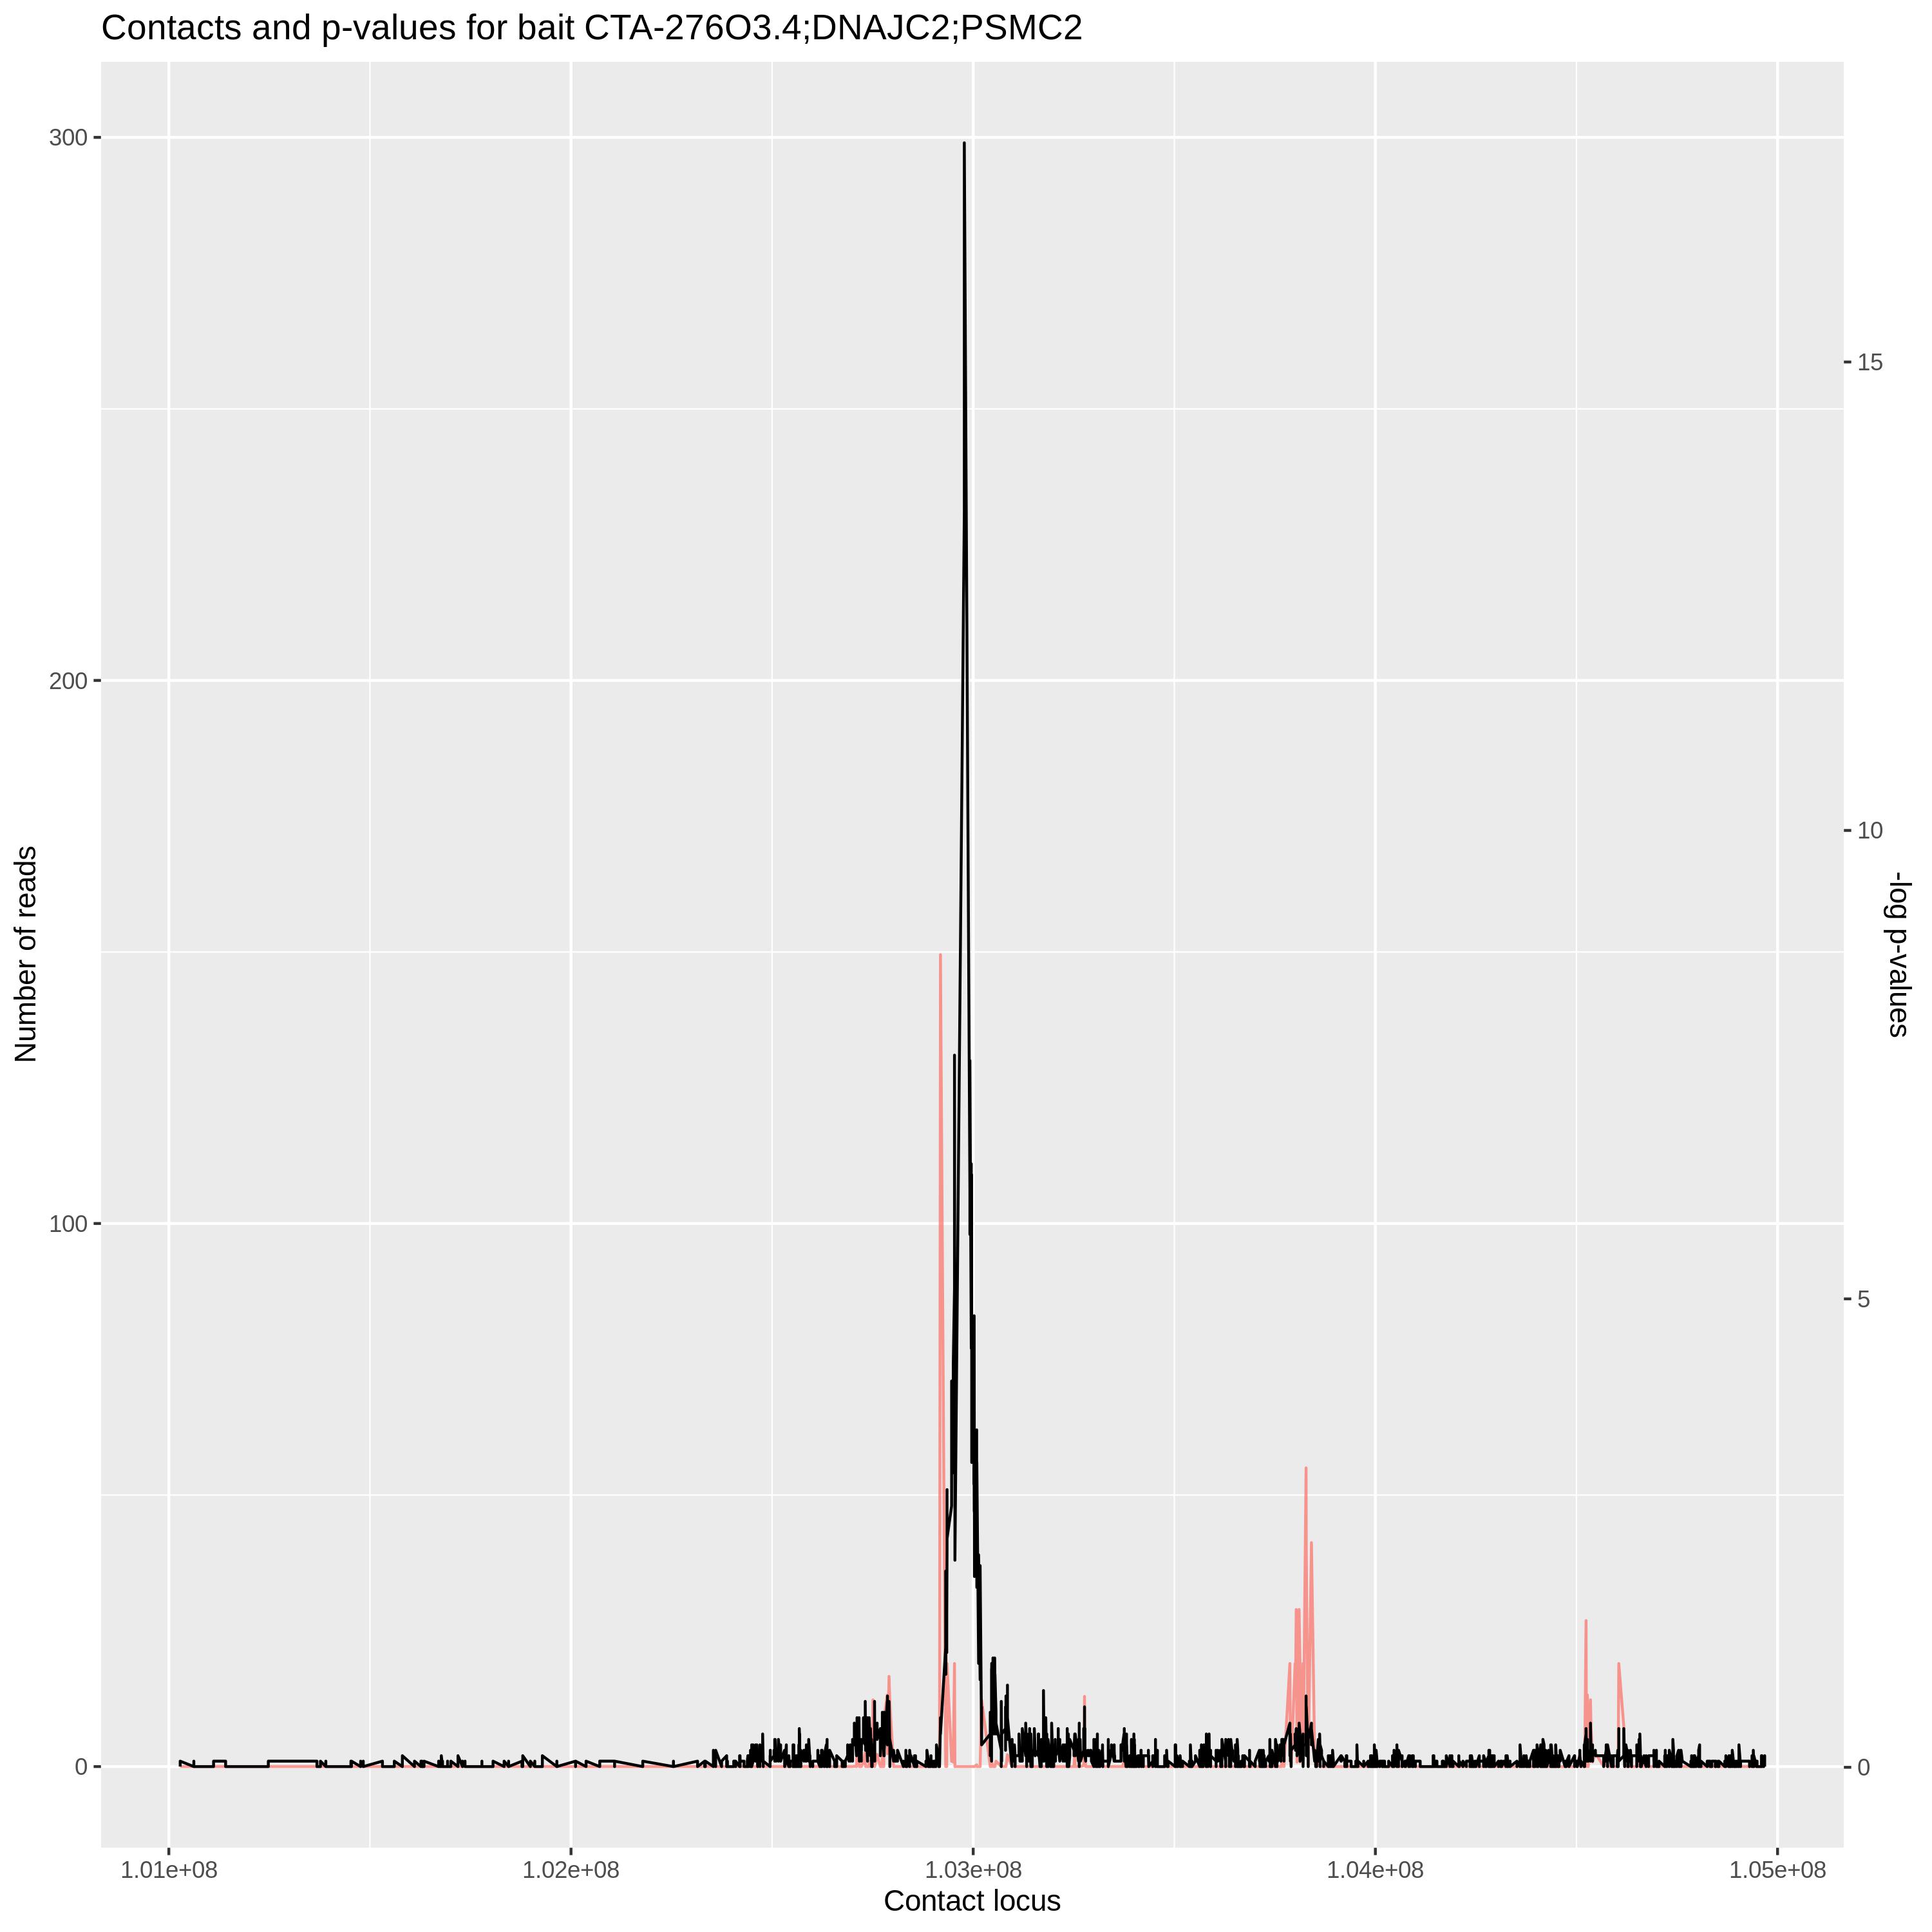 Contacts and p-values for bait CTA-276O3.4;DNAJC2;PSMC2
300
200
100
0
Number of reads
15
10
5
0
-log p-values
1.01e+08
1.02e+08
1.03e+08
1.04e+08
1.05e+08
Contact locus